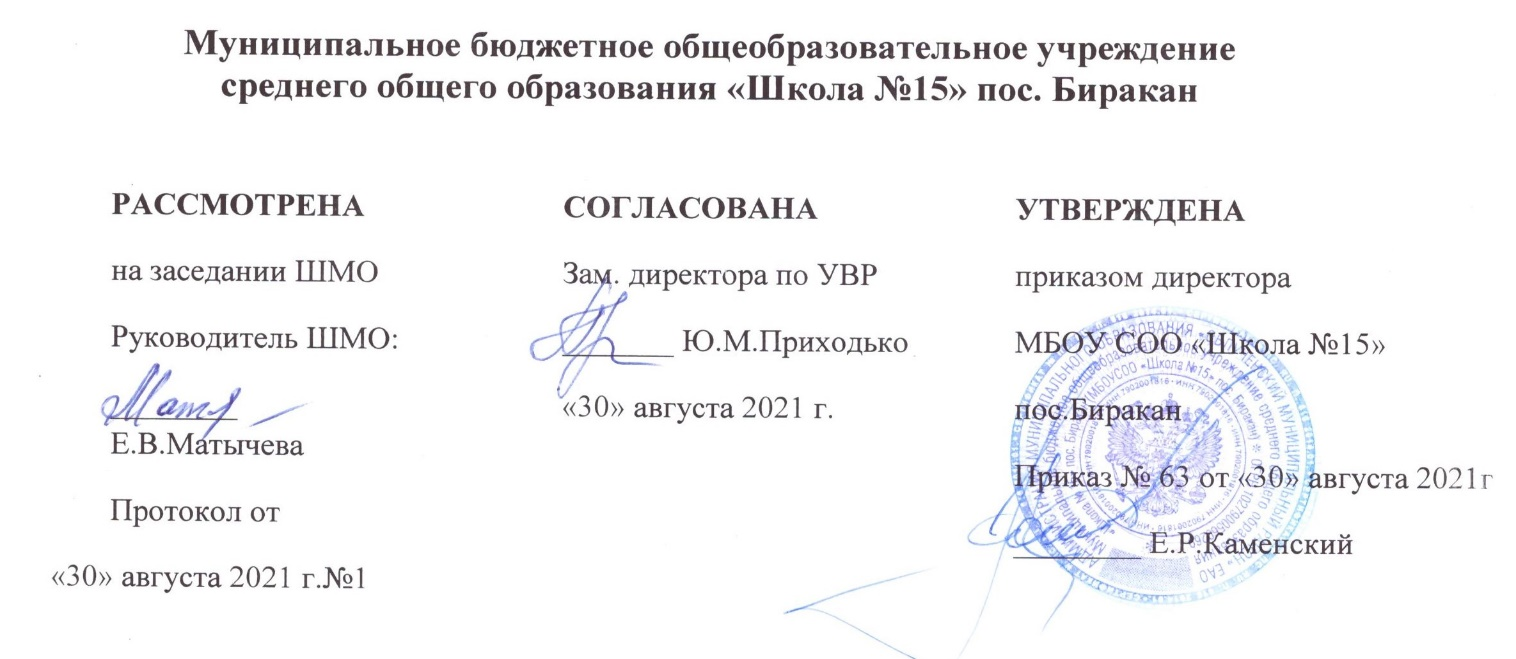 Муниципальное бюджетное общеобразовательное учреждение
среднего общего образования «Школа №15» пос. Биракан
РАССМОТРЕНА
на заседании ШМО
Руководитель ШМО:
Е.В.Матычева
Протокол от
«30» августа 2021 г.№1
СОГЛАСОВАНА
Зам. директора по УВР
Ю.М.Приходько
«30» августа 2021 г.
УТВЕРЖДЕНА
приказом директора
МБОУ СОО «Школа №15»
пос.Биракан
Приказ № 63 от «30» августа 2021г
Е.Р.Каменский